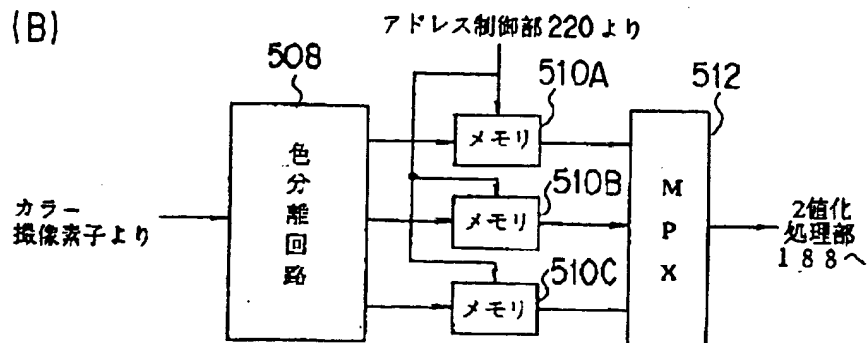 (B)
アドレス制御部220より
508
510A
512
メモリ
色分離回路
510B
MPX
カラー
撮像素子より
メモリ
2値化
処理部
188へ
510C
メモリ